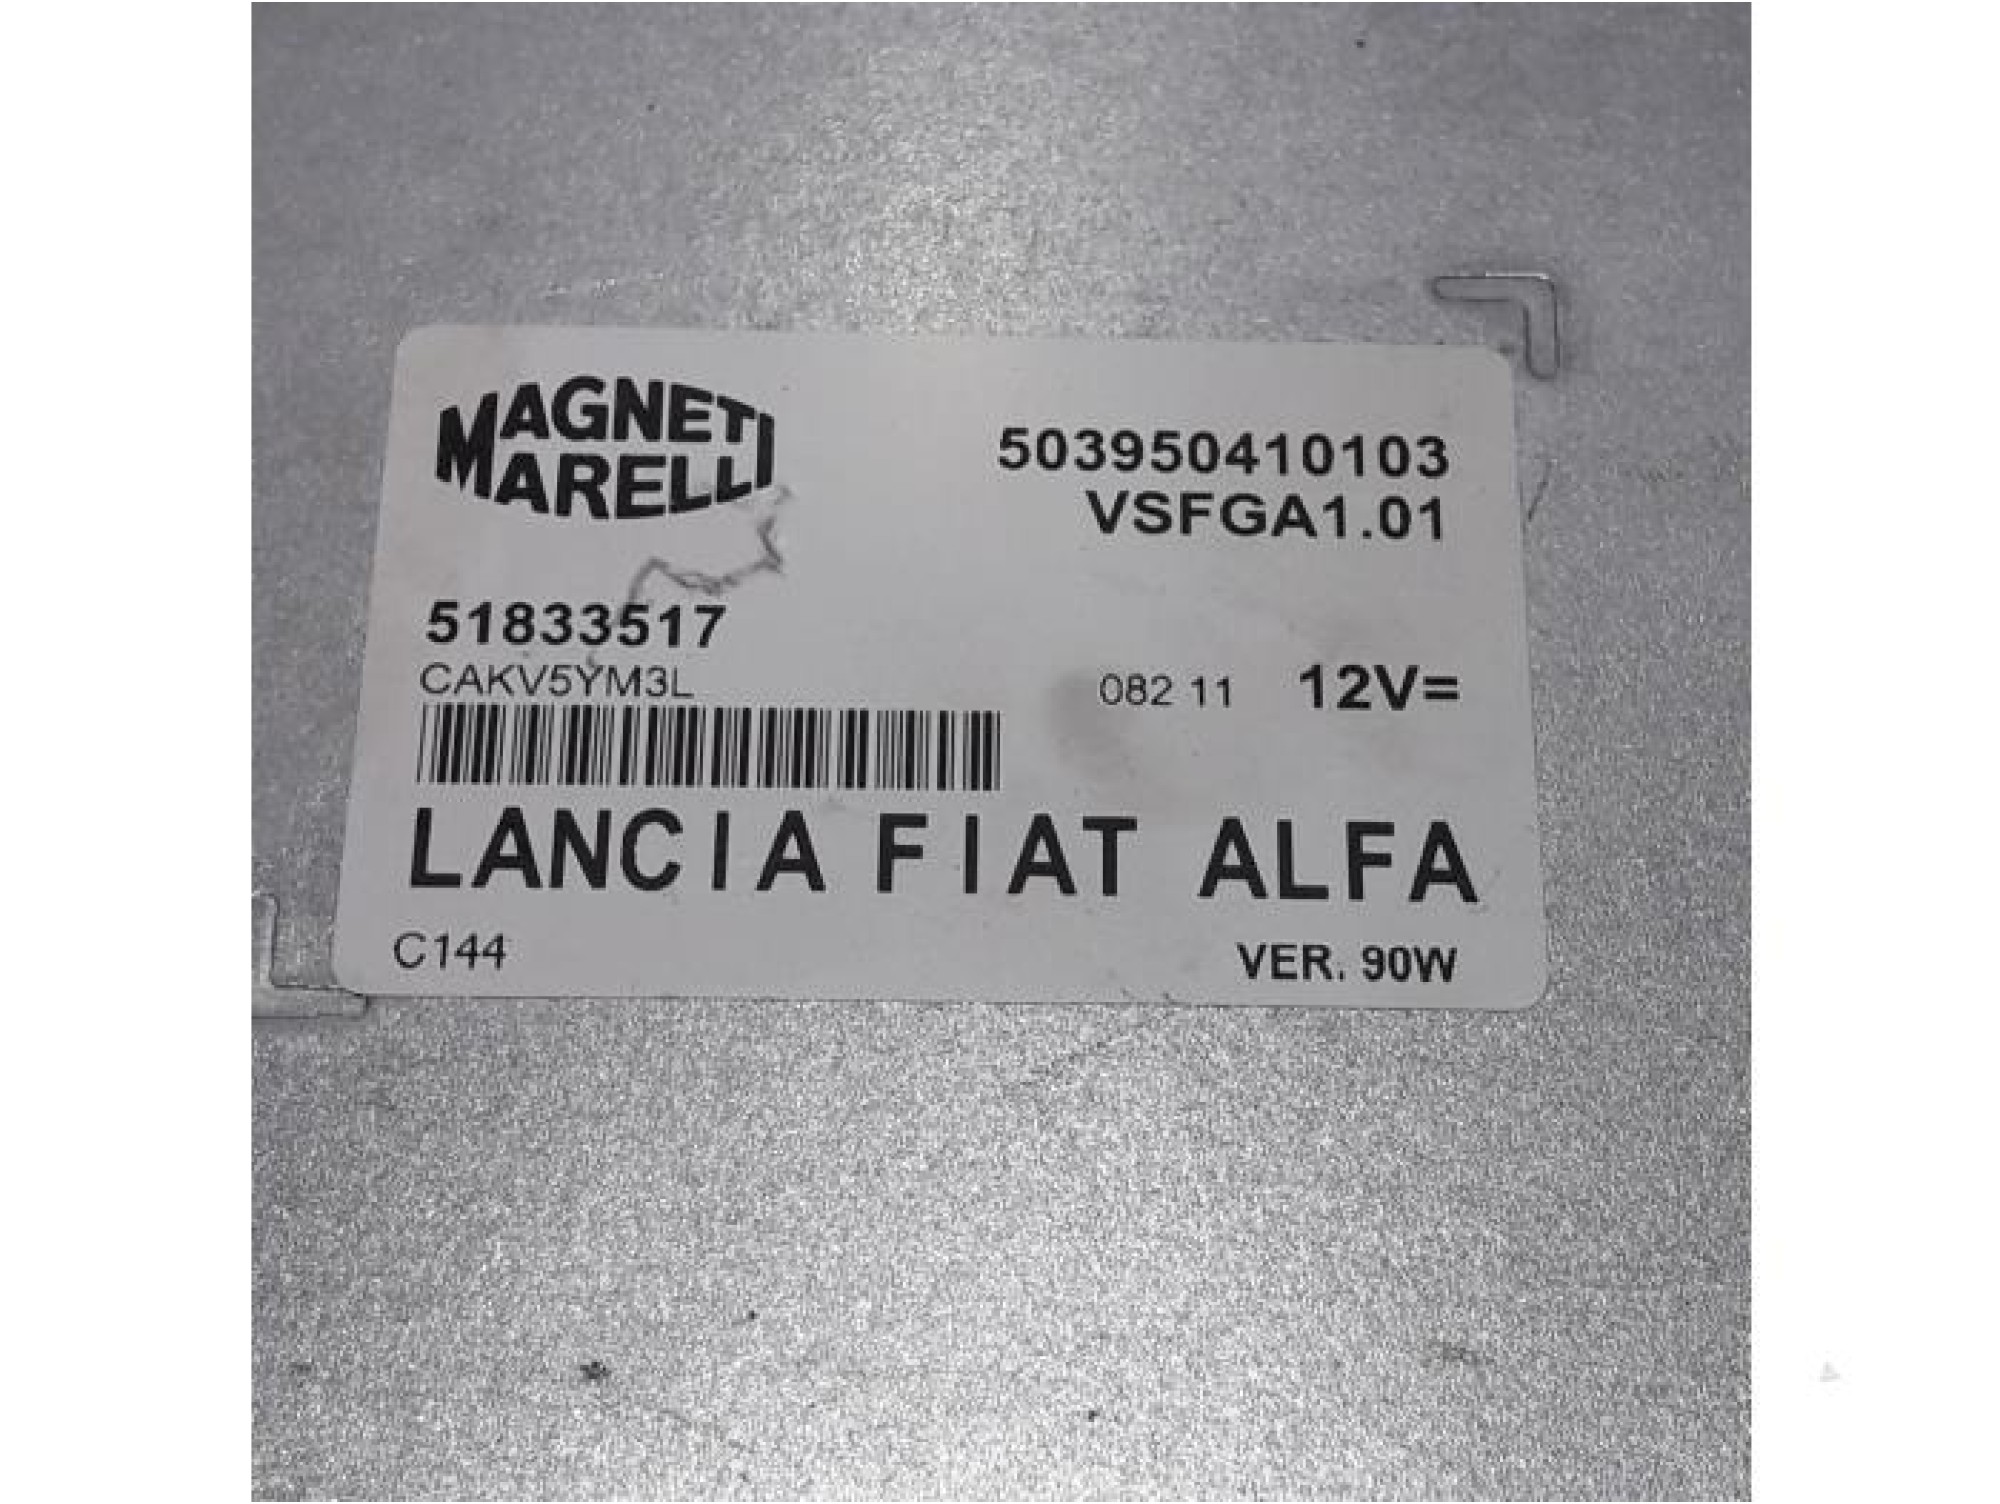 MAGNETI
MARELLI
503950410103
VSFGA1.01
51833517
CAKV5YM3L
082 11 12V=
LANCIA FIAT ALFA
C144 VER. 90W